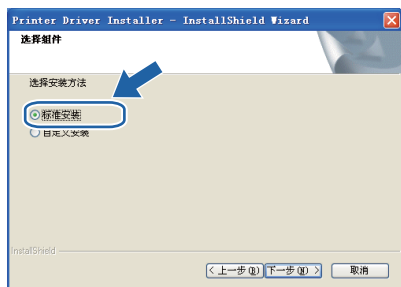 Printer Driver Installer - InstallShield Wizard
选择组件
选择安装方法
标准安装
自定义安装
InstallShield
< 上一步(B) 下一步(N) > 取消